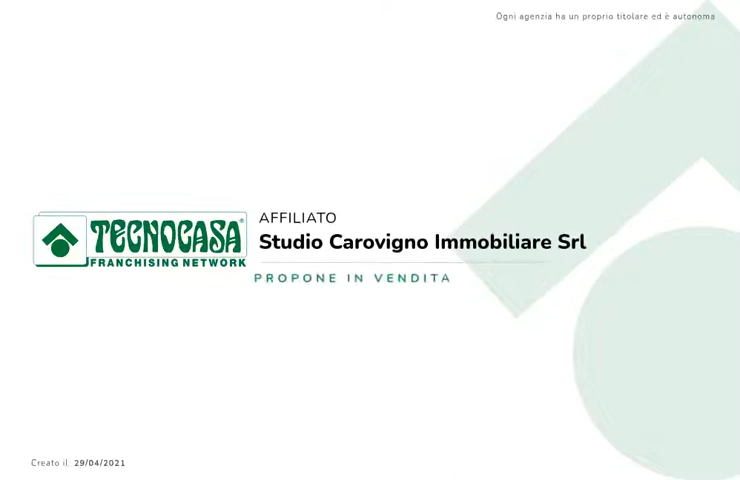 Ogni agenzia ha un proprio titolare ed è autonoma
AFFILIATO
TECNOCASA®
Studio Carovigno Immobiliare Srl
FRANCHISING NETWORK
PROPONE IN VENDITA
Creato il: 29/04/2021